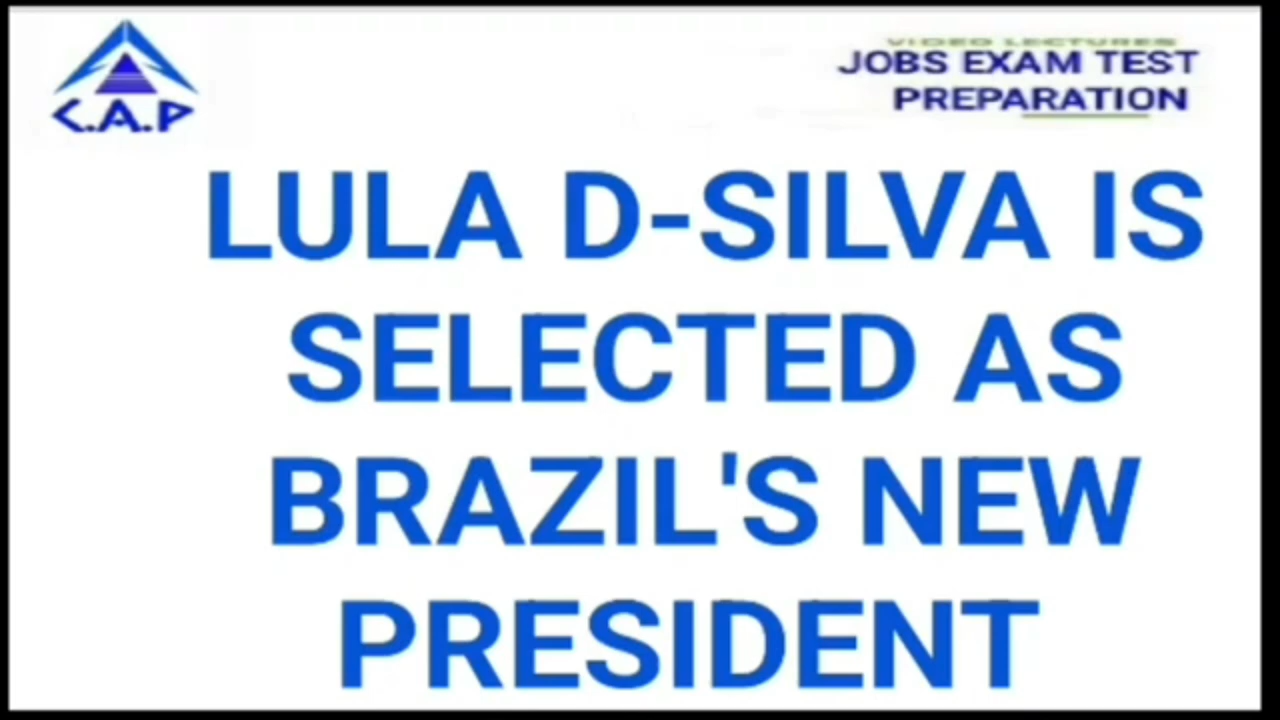 C.A.P
VIDEO LECTURES
JOBS EXAM TEST
PREPARATION
LULA D-SILVA IS
SELECTED AS
BRAZIL'S NEW
PRESIDENT